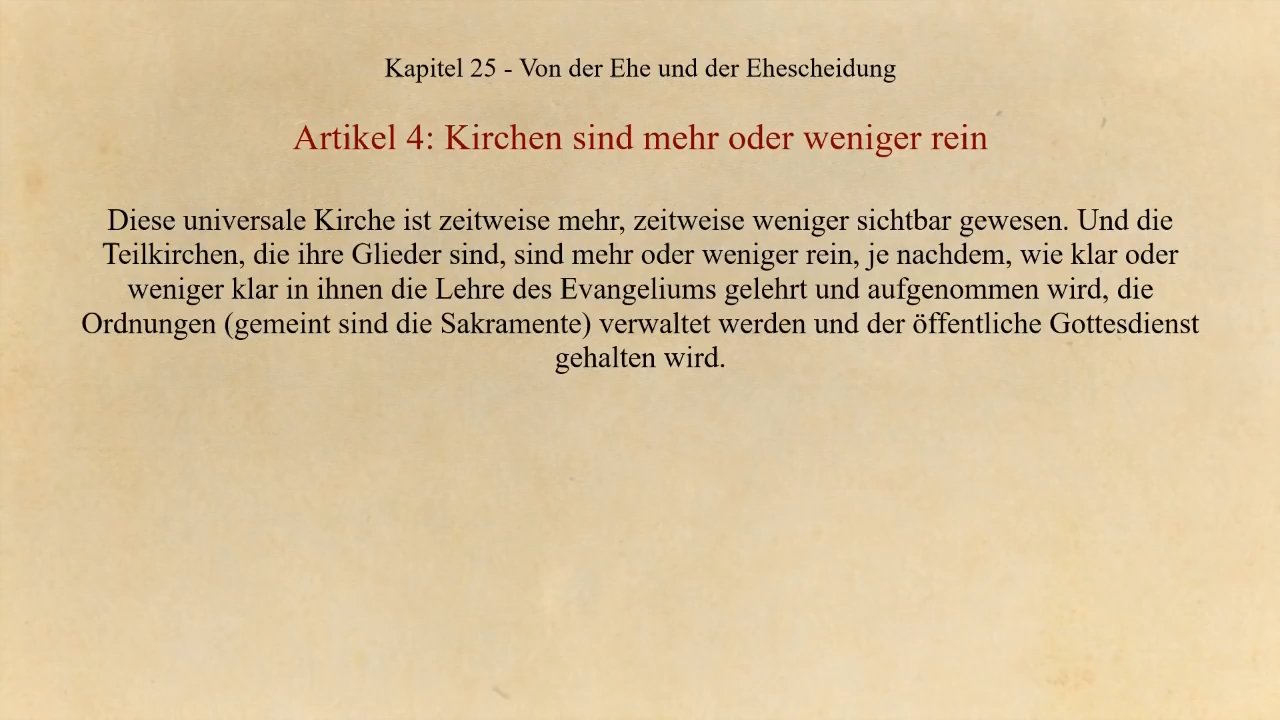 Kapitel 25 - Von der Ehe und der Ehescheidung
Artikel 4: Kirchen sind mehr oder weniger rein
Diese universale Kirche ist zeitweise mehr, zeitweise weniger sichtbar gewesen. Und die
Teilkirchen, die ihre Glieder sind, sind mehr oder weniger rein, je nachdem, wie klar oder
weniger klar in ihnen die Lehre des Evangeliums gelehrt und aufgenommen wird, die
Ordnungen (gemeint sind die Sakramente) verwaltet werden und der öffentliche Gottesdienst
gehalten wird.